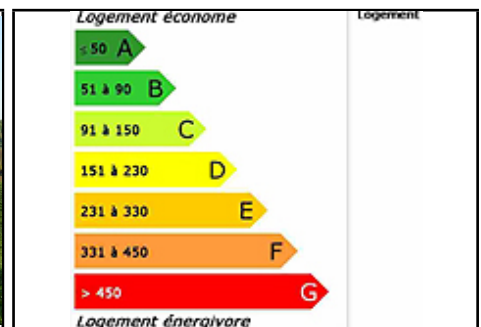 Logement économe
Logement
≤ 50 A
51 à 90 B
91 à 150 C
151 à 230 D
231 à 330 E
331 à 450 F
> 450 G
Logement énergivore